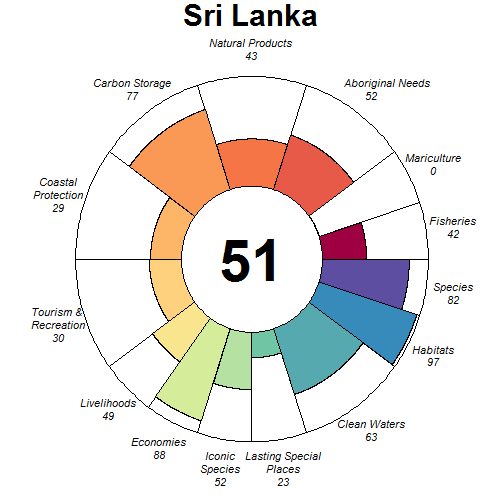 Sri Lanka
Natural Products
43
Carbon Storage
77
Aboriginal Needs
52
Mariculture
0
Coastal
Protection
29
Fisheries
42
51
Species
82
Tourism &
Recreation
30
Habitats
97
Livelihoods
49
Clean Waters
63
Economies
88
Iconic
Species
52
Lasting Special
Places
23